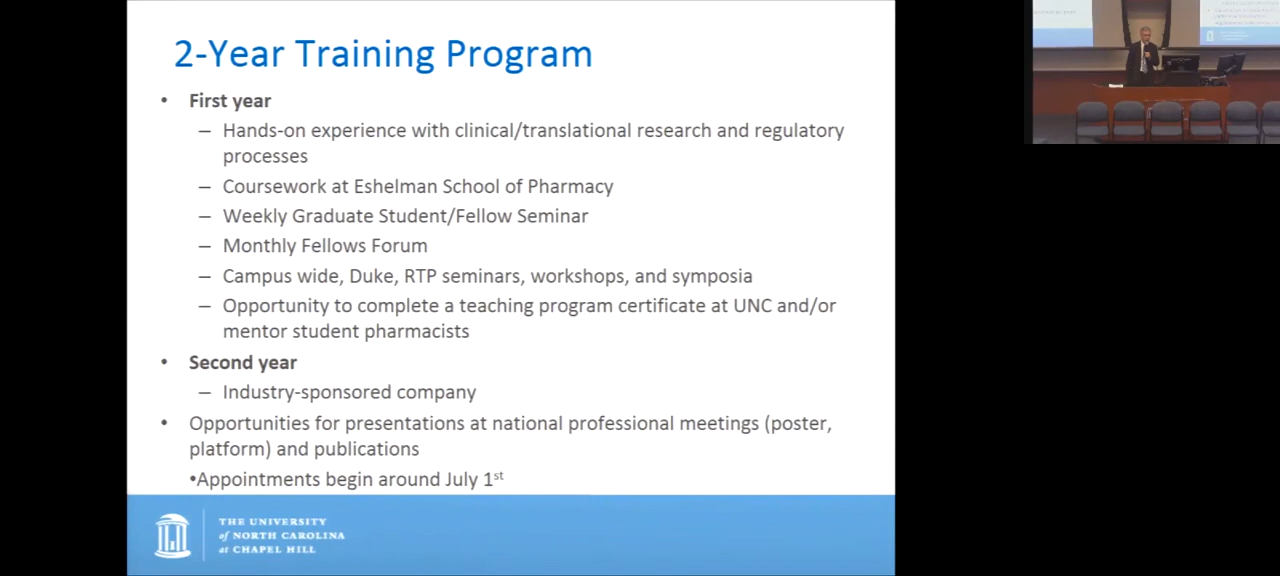 2-Year Training Program
• First year
– Hands-on experience with clinical/translational research and regulatory
processes
– Coursework at Eshelman School of Pharmacy
– Weekly Graduate Student/Fellow Seminar
– Monthly Fellows Forum
– Campus wide, Duke, RTP seminars, workshops, and symposia
– Opportunity to complete a teaching program certificate at UNC and/or
mentor student pharmacists
• Second year
– Industry-sponsored company
• Opportunities for presentations at national professional meetings (poster,
platform) and publications
•Appointments begin around July 1st
THE UNIVERSITY
of NORTH CAROLINA
at CHAPEL HILL